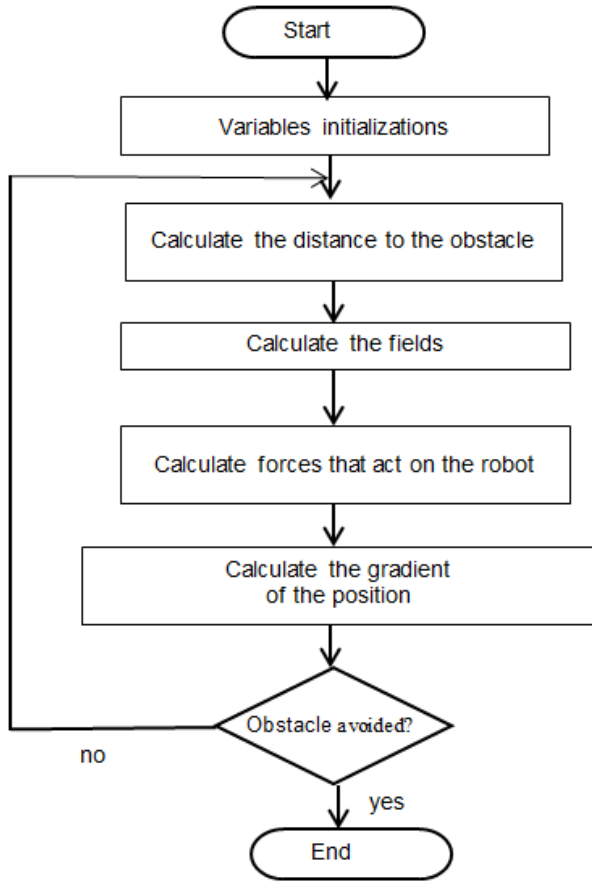 Start
Variables initializations
Calculate the distance to the obstacle
Calculate the fields
Calculate forces that act on the robot
Calculate the gradient
of the position
Obstacle avoided?
no
yes
End